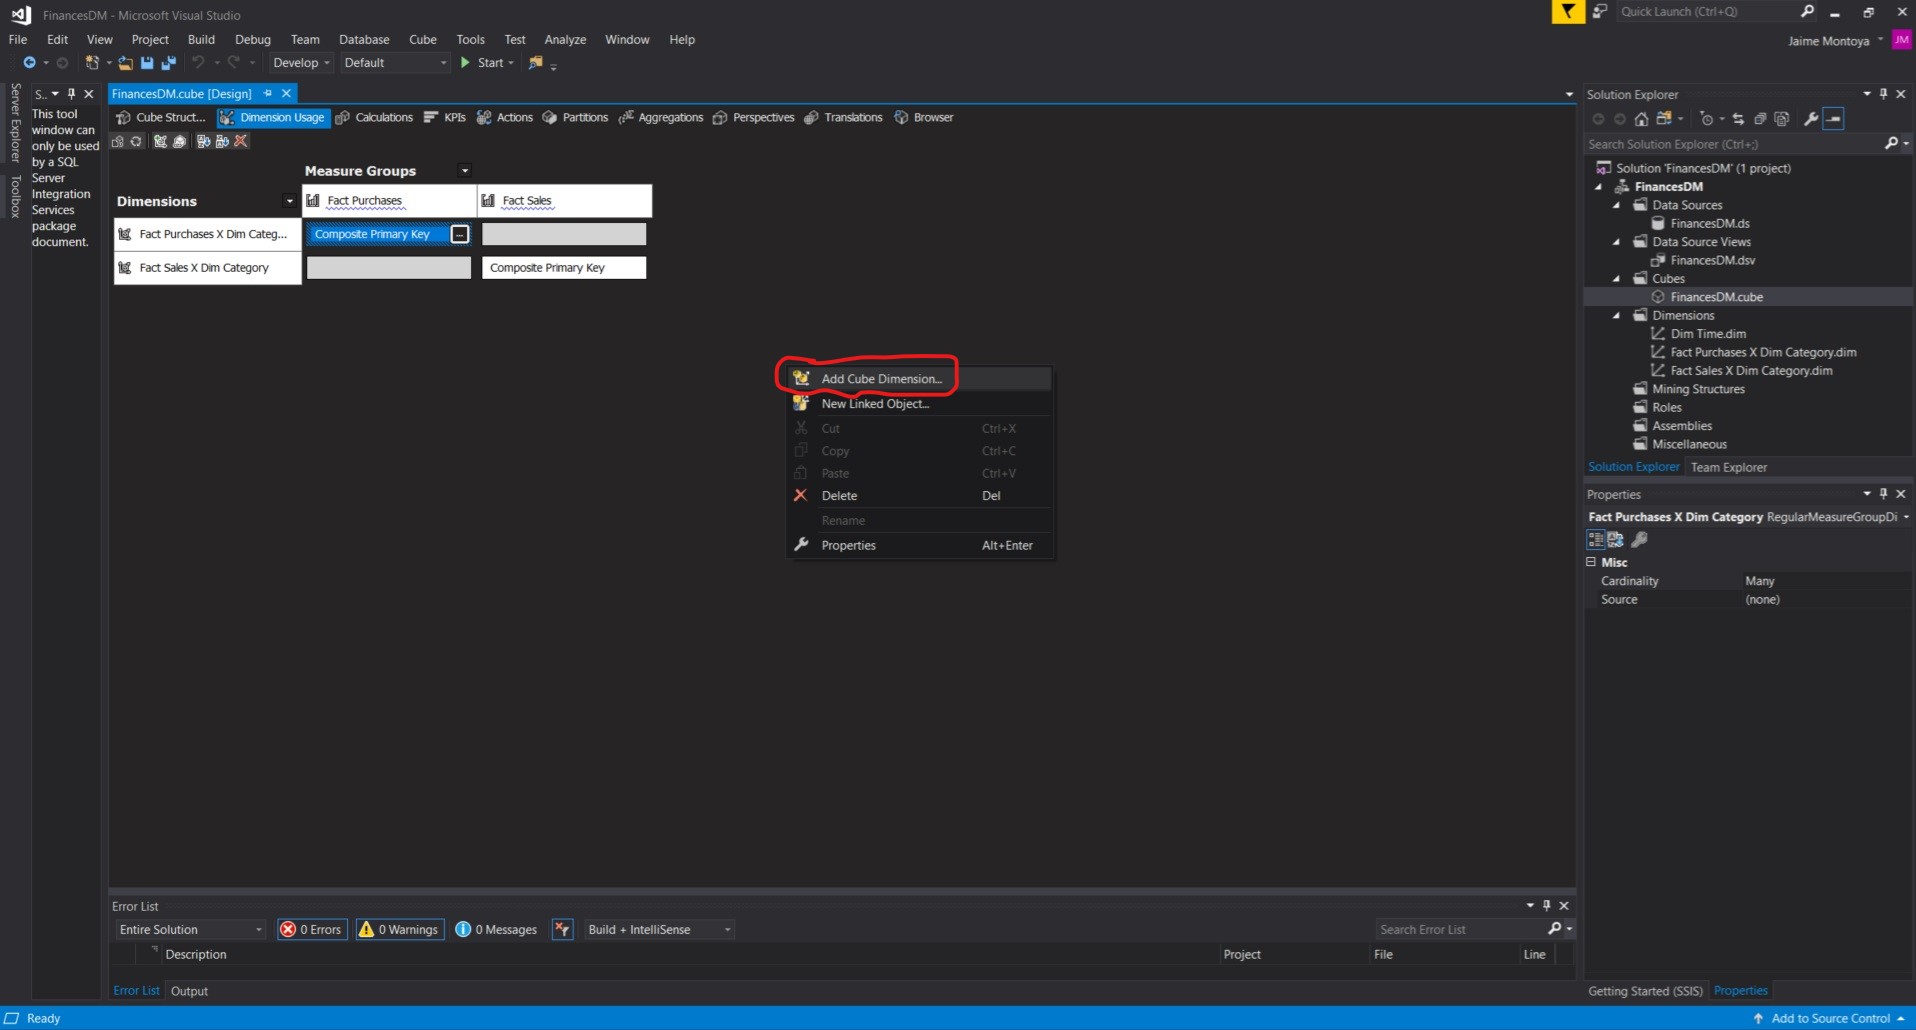 FinancesDM - Microsoft Visual Studio
Quick Launch (Ctrl+Q)
File Edit View Project Build Debug Team Database Cube Tools Test Analyze Window Help
Jaime Montoya JM
Develop Default Start
Server Explorer
Toolbox
S..
This tool
window can
only be used
by a SQL
Server
Integration
Services
package
document.
FinancesDM.cube [Design]
Cube Struct... Dimension Usage Calculations KPIs Actions Partitions Aggregations Perspectives Translations Browser
Measure Groups
Dimensions Fact Purchases Fact Sales
Fact Purchases X Dim Categ... Composite Primary Key ...
Fact Sales X Dim Category Composite Primary Key
Add Cube Dimension...
New Linked Object...
Cut Ctrl+X
Copy Ctrl+C
Paste Ctrl+V
Delete Del
Rename
Properties Alt+Enter
Solution Explorer
Search Solution Explorer (Ctrl+;)
Solution 'FinancesDM' (1 project)
FinancesDM
Data Sources
FinancesDM.ds
Data Source Views
FinancesDM.dsv
Cubes
FinancesDM.cube
Dimensions
Dim Time.dim
Fact Purchases X Dim Category.dim
Fact Sales X Dim Category.dim
Mining Structures
Roles
Assemblies
Miscellaneous
Solution Explorer Team Explorer
Properties
Fact Purchases X Dim Category RegularMeasureGroupDi
Misc
Cardinality Many
Source (none)
Error List
Entire Solution 0 Errors 0 Warnings 0 Messages Build + IntelliSense Search Error List
Description Project File Line
Error List Output
Getting Started (SSIS) Properties
Ready Add to Source Control